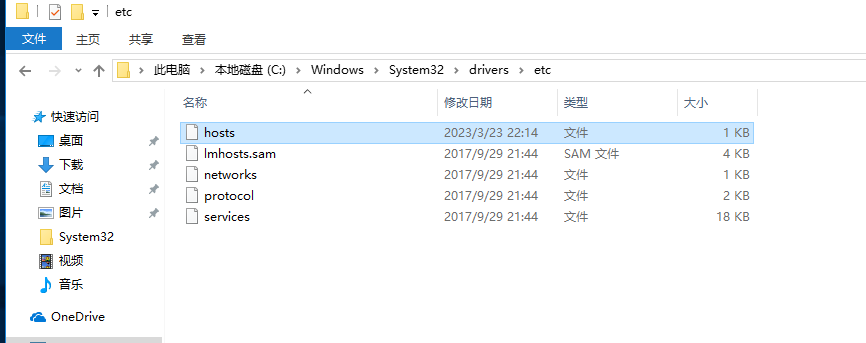 etc
文件 主页 共享 查看
此电脑 本地磁盘 (C:) Windows System32 drivers etc
名称 修改日期 类型 大小
快速访问
桌面
下载
文档
图片
System32
视频
音乐
OneDrive
hosts 2023/3/23 22:14 文件 1 KB
lmhosts.sam 2017/9/29 21:44 SAM 文件 4 KB
networks 2017/9/29 21:44 文件 1 KB
protocol 2017/9/29 21:44 文件 2 KB
services 2017/9/29 21:44 文件 18 KB